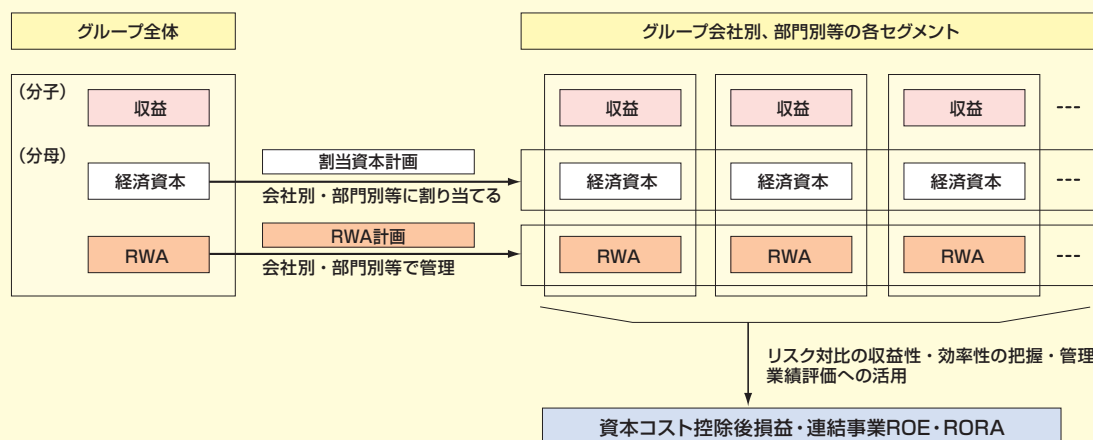 グループ全体
グループ会社別、部門別等の各セグメント
（分子）
収益
収益
収益
収益
---
（分母）
経済資本
割当資本計画
会社別・部門別等に割り当てる
経済資本
経済資本
経済資本
---
RWA
RWA計画
会社別・部門別等で管理
RWA
RWA
RWA
---
リスク対比の収益性・効率性の把握・管理
業績評価への活用
資本コスト控除後損益・連結事業ROE・RORA